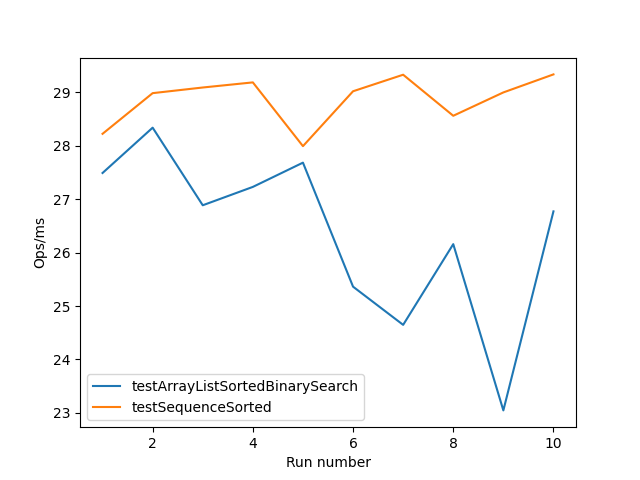 29
28
27
26
25
24
23
Ops/ms
testArrayListSortedBinarySearch
testSequenceSorted
2 4 6 8 10
Run number